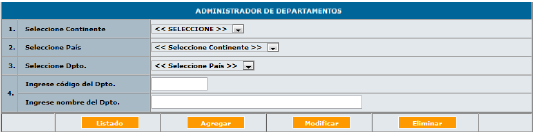 ADMINISTRADOR DE DEPARTAMENTOS
1. Seleccione Continente << SELECCIONE >>
2. Seleccione País << Seleccione Continente >>
3. Seleccione Dpto. << Seleccione País >>
4. Ingrese código del Dpto.
Ingrese nombre del Dpto.
Listado Agregar Modificar Eliminar